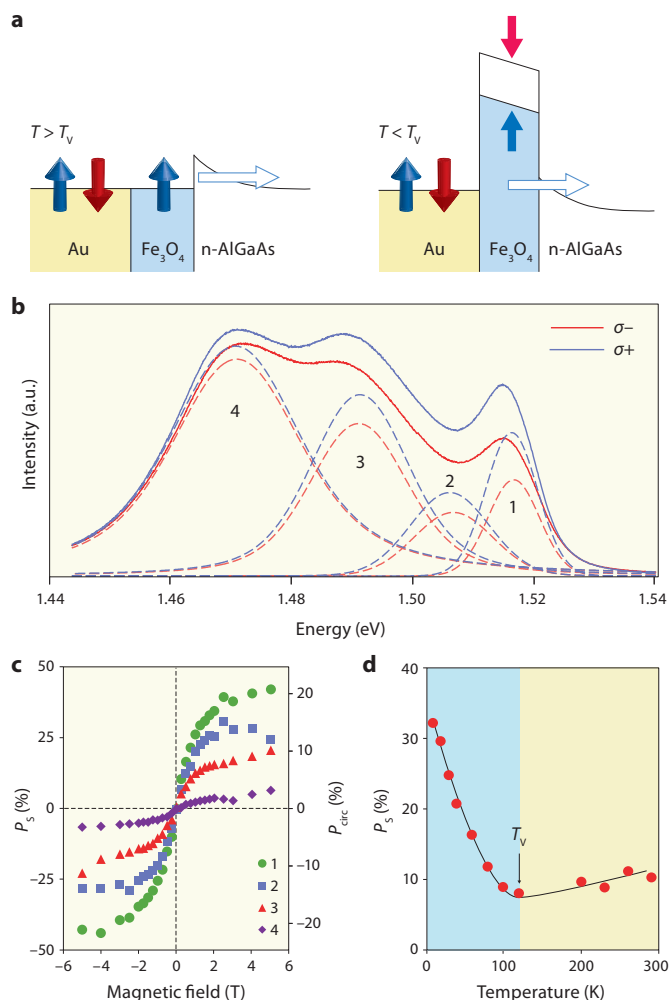 a
T > Tv
Au
Fe3O4
n-AlGaAs
T < Tv
Au
Fe3O4
n-AlGaAs
b
σ−
σ+
4
3
2
1
Intensity (a.u.)
1.44 1.46 1.48 1.50 1.52 1.54
Energy (eV)
c
50
25
0
−25
−50
Ps (%)
20
10
0
−10
−20
Pcirc (%)
1
2
3
4
−6 −4 −2 0 2 4 6
Magnetic field (T)
d
40
30
20
10
0
Ps (%)
Tv
0 100 200 300
Temperature (K)